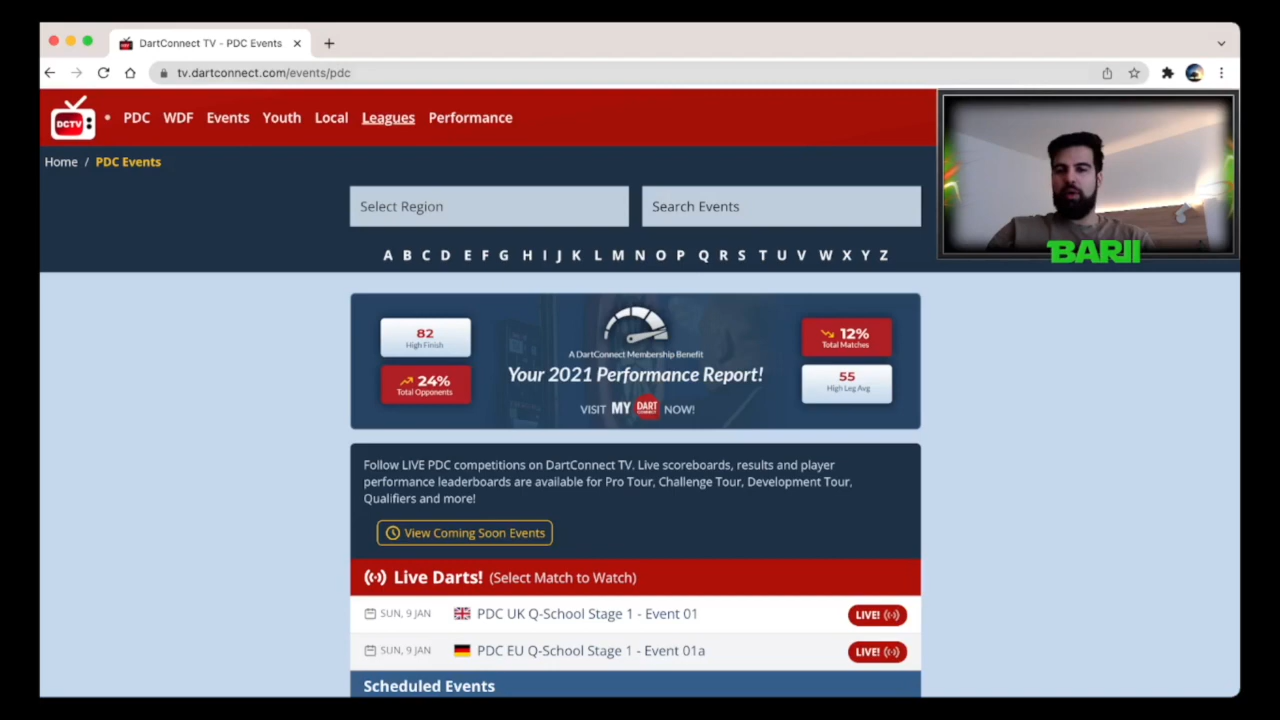 DartConnect TV - PDC Events
tv.dartconnect.com/events/pdc
DCTV
PDC WDF Events Youth Local Leagues Performance
Home / PDC Events
Select Region
Search Events
A B C D E F G H I J K L M N O P Q R S T U V W X Y Z
BARII
82
High Finish
24%
Total Opponents
A DartConnect Membership Benefit
Your 2021 Performance Report!
VISIT MY DART CONNECT NOW!
12%
Total Matches
55
High Leg Avg
Follow LIVE PDC competitions on DartConnect TV. Live scoreboards, results and player
performance leaderboards are available for Pro Tour, Challenge Tour, Development Tour,
Qualifiers and more!
View Coming Soon Events
Live Darts! (Select Match to Watch)
SUN, 9 JAN PDC UK Q-School Stage 1 - Event 01 LIVE!
SUN, 9 JAN PDC EU Q-School Stage 1 - Event 01a LIVE!
Scheduled Events